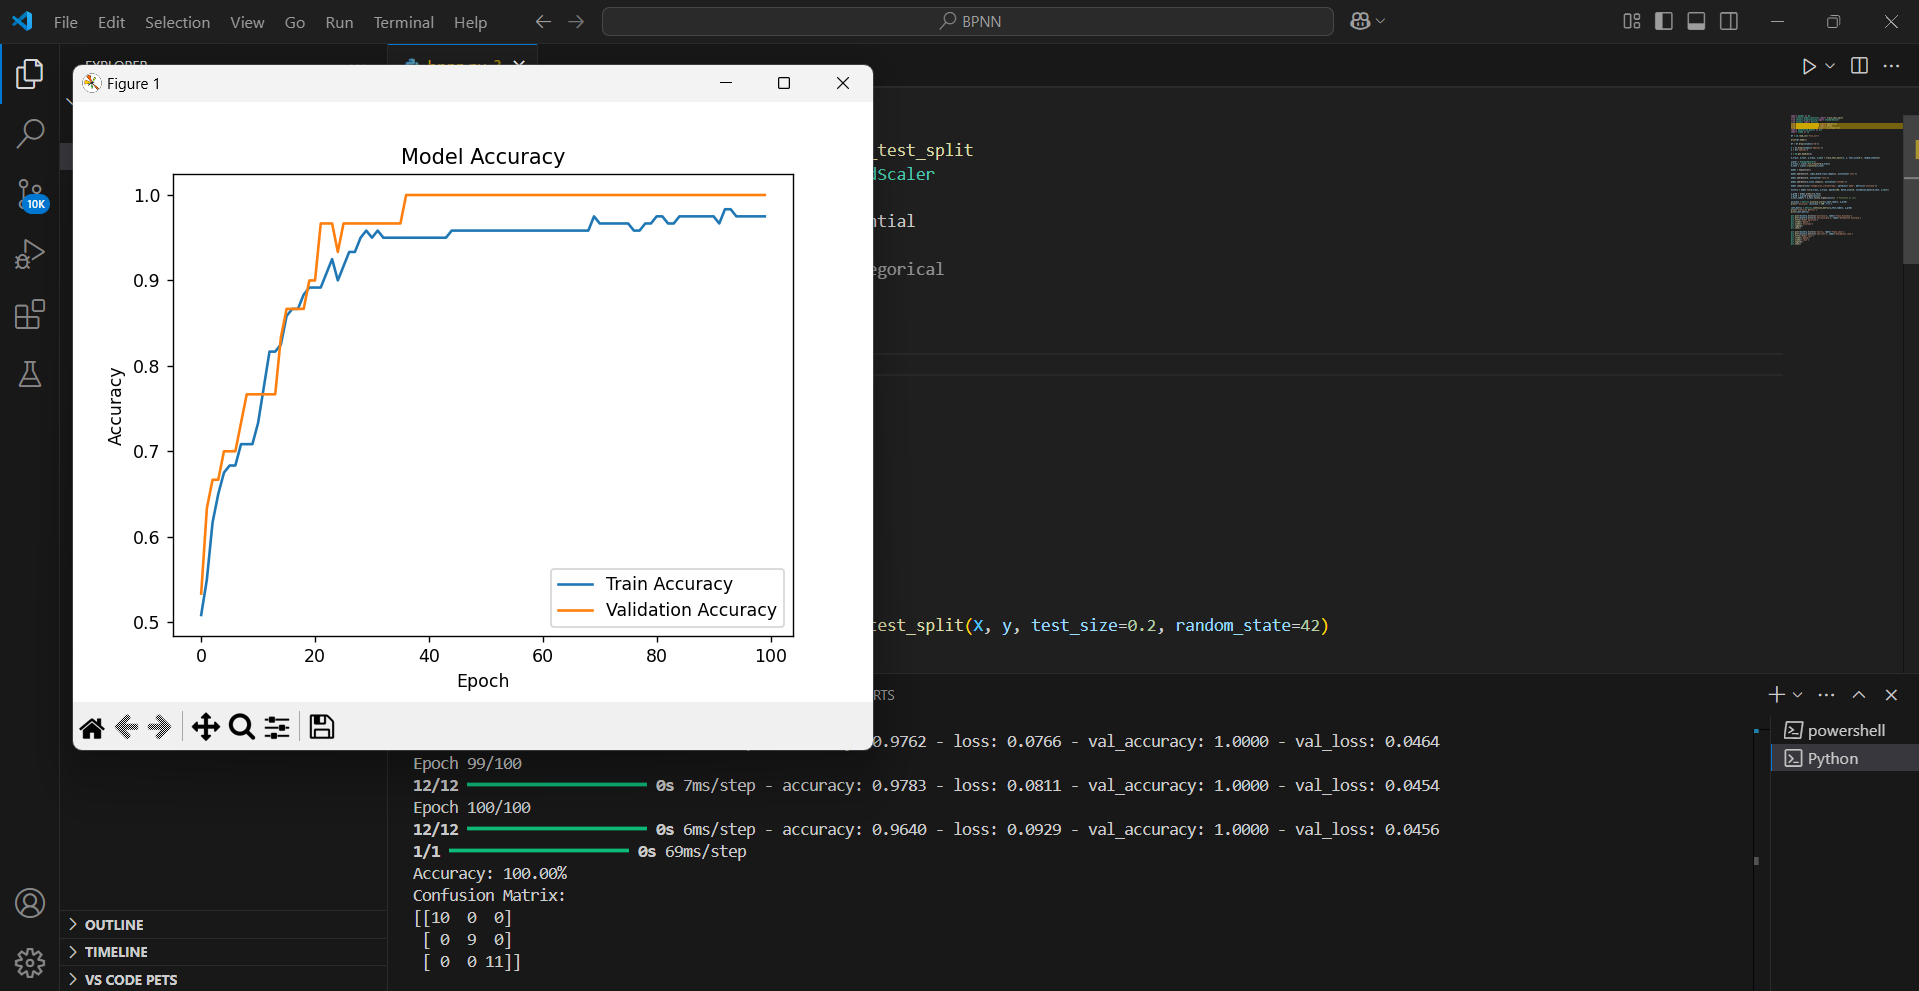 File Edit Selection View Go Run Terminal Help
BPNN
Figure 1
Model Accuracy
1.0
0.9
0.8
0.7
0.6
0.5
Accuracy
0 20 40 60 80 100
Epoch
Train Accuracy
Validation Accuracy
10K
_test_split
dScaler
ntial
egorical
test_split(X, y, test_size=0.2, random_state=42)
RTS
powershell
Python
0.9762 - loss: 0.0766 - val_accuracy: 1.0000 - val_loss: 0.0464
Epoch 99/100
12/12 0s 7ms/step - accuracy: 0.9783 - loss: 0.0811 - val_accuracy: 1.0000 - val_loss: 0.0454
Epoch 100/100
12/12 0s 6ms/step - accuracy: 0.9640 - loss: 0.0929 - val_accuracy: 1.0000 - val_loss: 0.0456
1/1 0s 69ms/step
Accuracy: 100.00%
Confusion Matrix:
[[10 0 0]
[ 0 9 0]
[ 0 0 11]]
OUTLINE
TIMELINE
VS CODE PETS